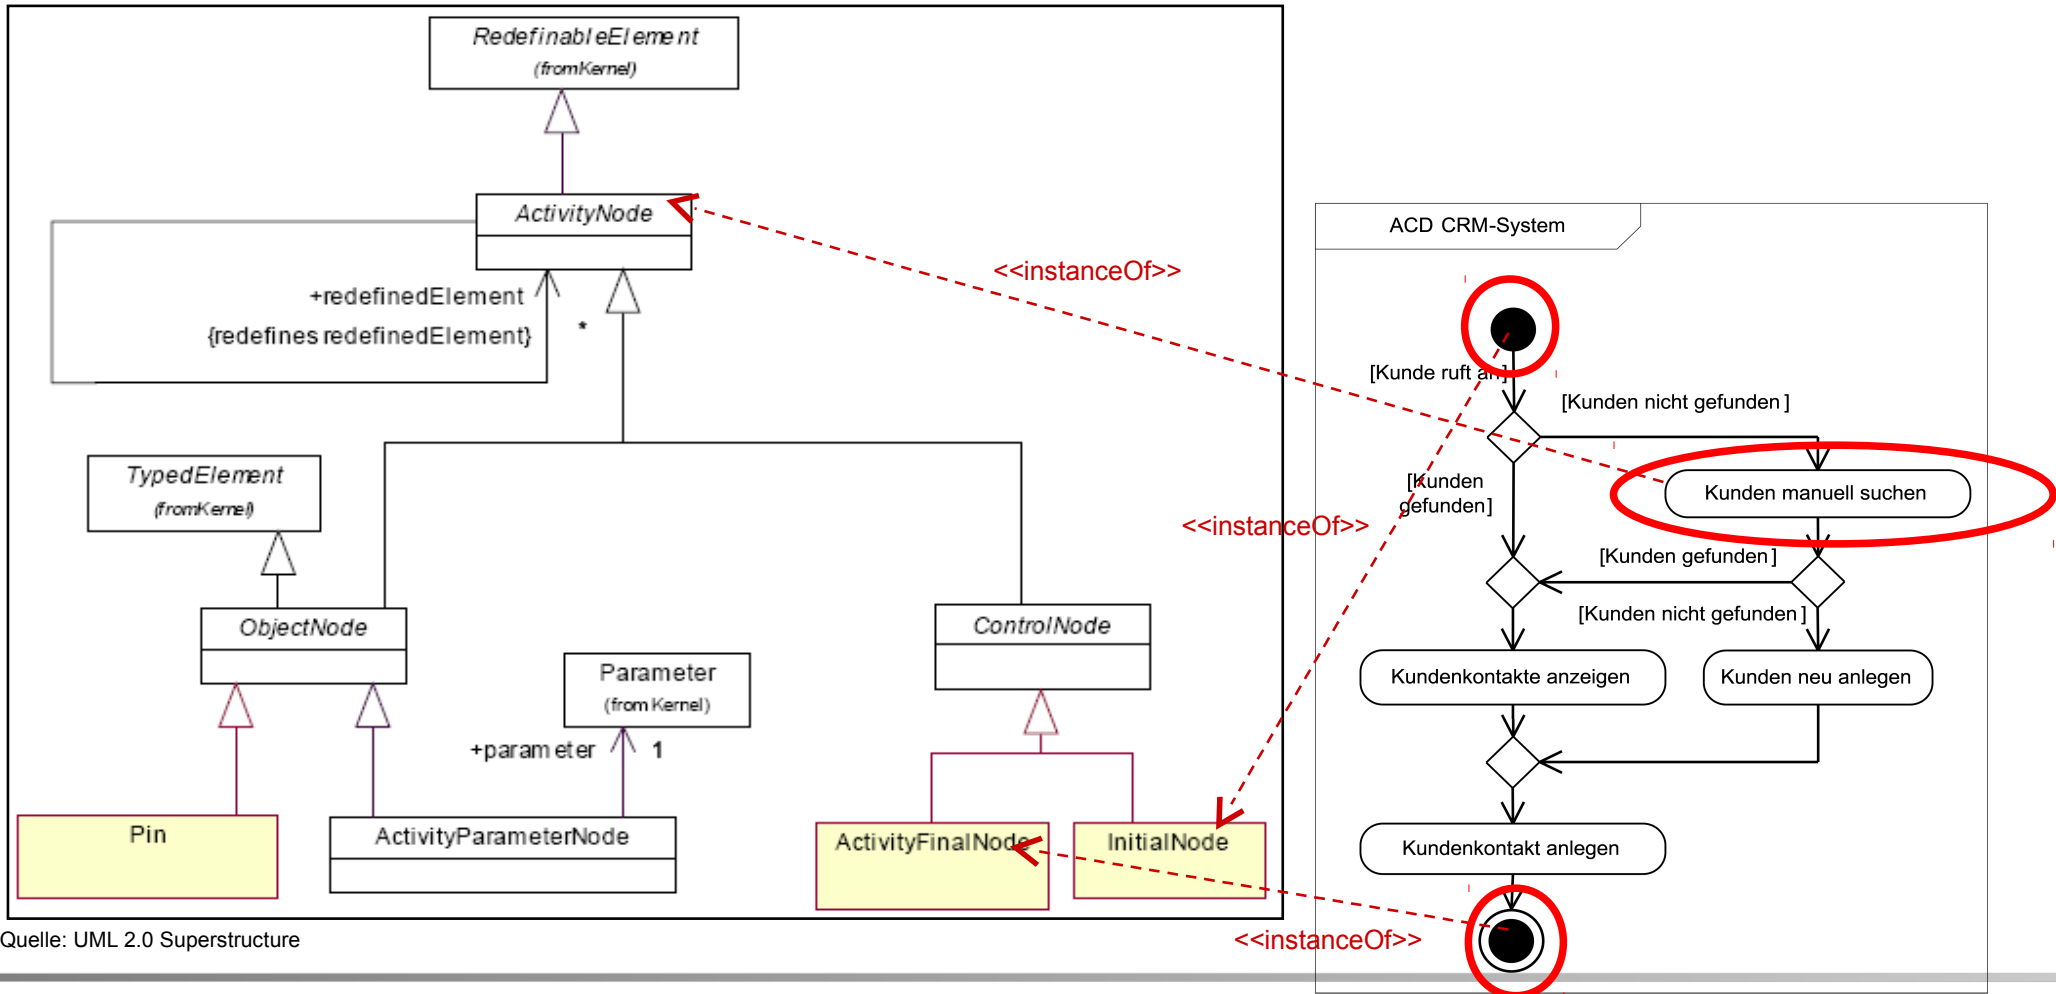 RedefinableElement
(fromKernel)
ActivityNode
<<instanceOf>>
ACD CRM-System
+redefinedElement
{redefines redefinedElement}
*
[Kunde ruft an]
[Kunden nicht gefunden]
TypedElement
(fromKernel)
[Kunden
gefunden]
Kunden manuell suchen
<<instanceOf>>
[Kunden gefunden]
[Kunden nicht gefunden]
ObjectNode
ControlNode
Parameter
(from Kernel)
Kundenkontakte anzeigen
Kunden neu anlegen
+parameter
1
Pin
ActivityParameterNode
ActivityFinalNode
InitialNode
Kundenkontakt anlegen
<<instanceOf>>
Quelle: UML 2.0 Superstructure